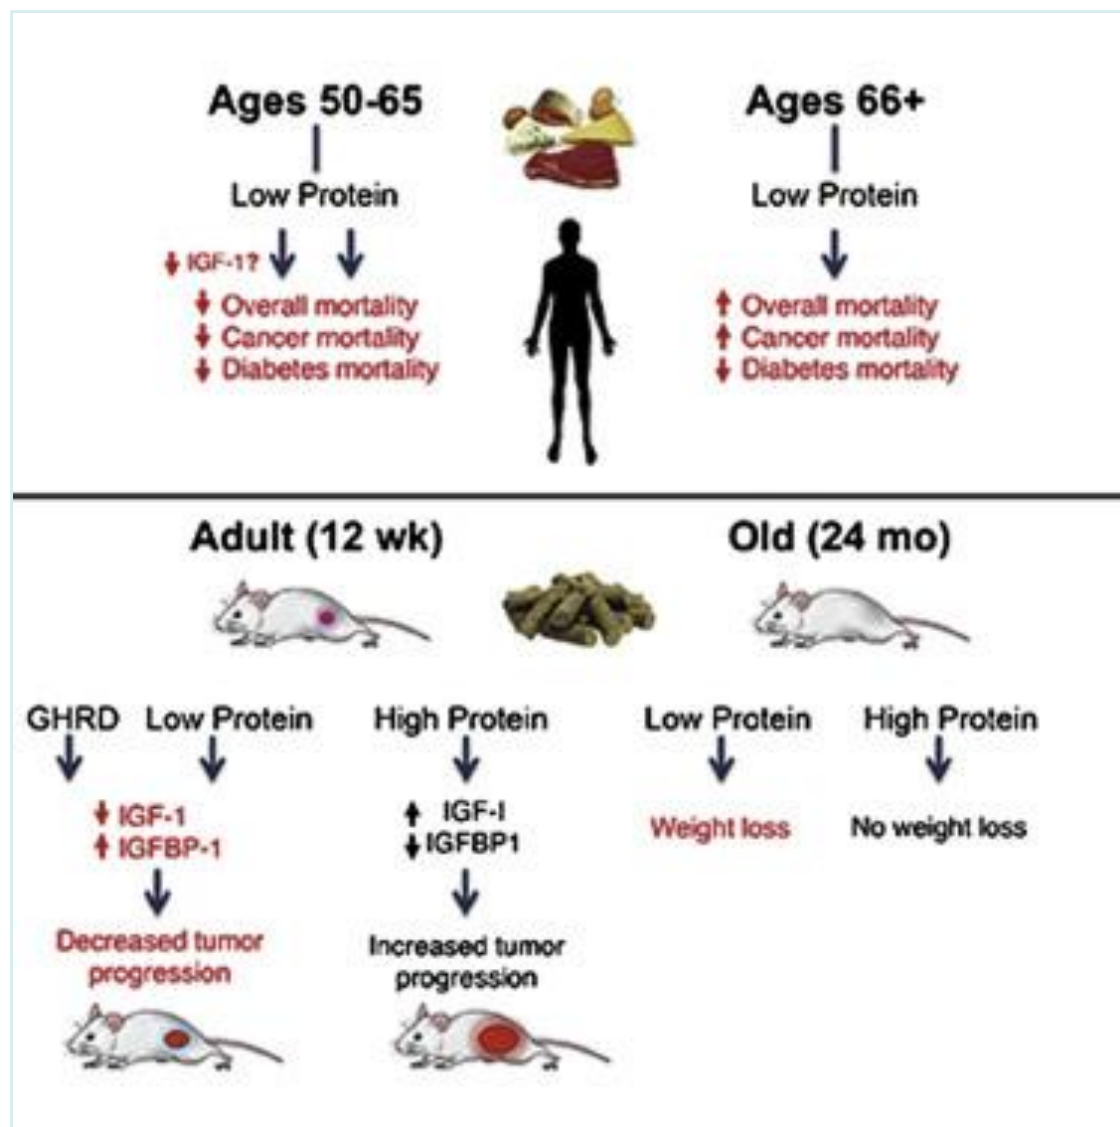 Ages 50-65
Low Protein
↓ IGF-1?
↓ Overall mortality
↓ Cancer mortality
↓ Diabetes mortality
Ages 66+
Low Protein
↑ Overall mortality
↑ Cancer mortality
↓ Diabetes mortality
Adult (12 wk)
Old (24 mo)
GHRD
Low Protein
↓ IGF-1
↑ IGFBP-1
Decreased tumor
progression
High Protein
↑ IGF-I
↓ IGFBP1
Increased tumor
progression
Low Protein
Weight loss
High Protein
No weight loss